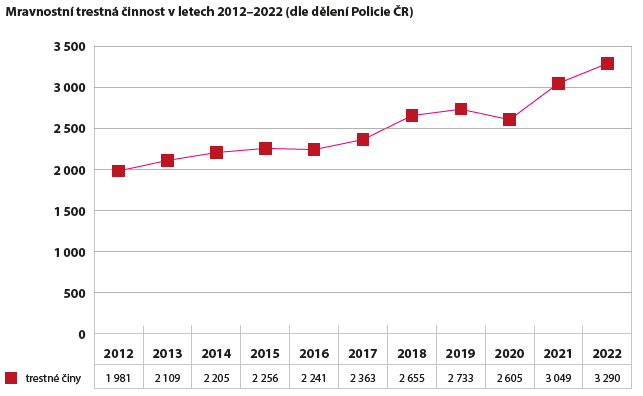 Mravnostní trestná činnost v letech 2012–2022 (dle dělení Policie ČR)
3 500
3 000
2 500
2 000
1 500
1 000
500
0
2012 2013 2014 2015 2016 2017 2018 2019 2020 2021 2022
trestné činy 1 981 2 109 2 205 2 256 2 241 2 363 2 655 2 733 2 605 3 049 3 290